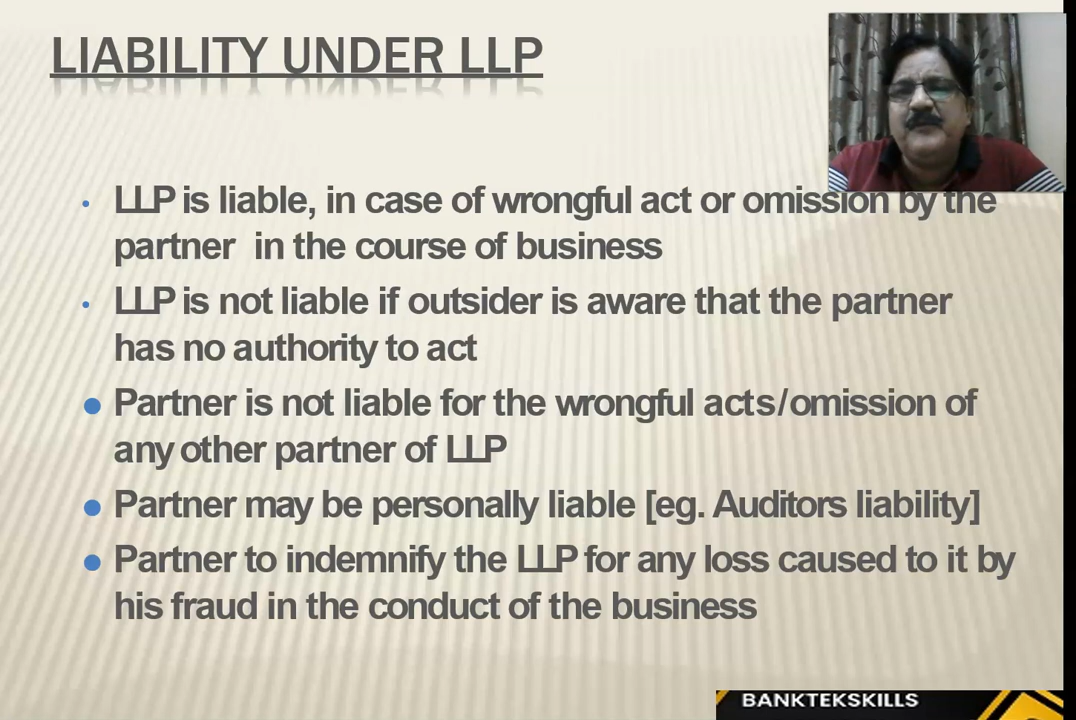 LIABILITY UNDER LLP
• LLP is liable, in case of wrongful act or omission by the
partner in the course of business
• LLP is not liable if outsider is aware that the partner
has no authority to act
• Partner is not liable for the wrongful acts/omission of
any other partner of LLP
• Partner may be personally liable [eg. Auditors liability]
• Partner to indemnify the LLP for any loss caused to it by
his fraud in the conduct of the business
BANKTEKSKILLS